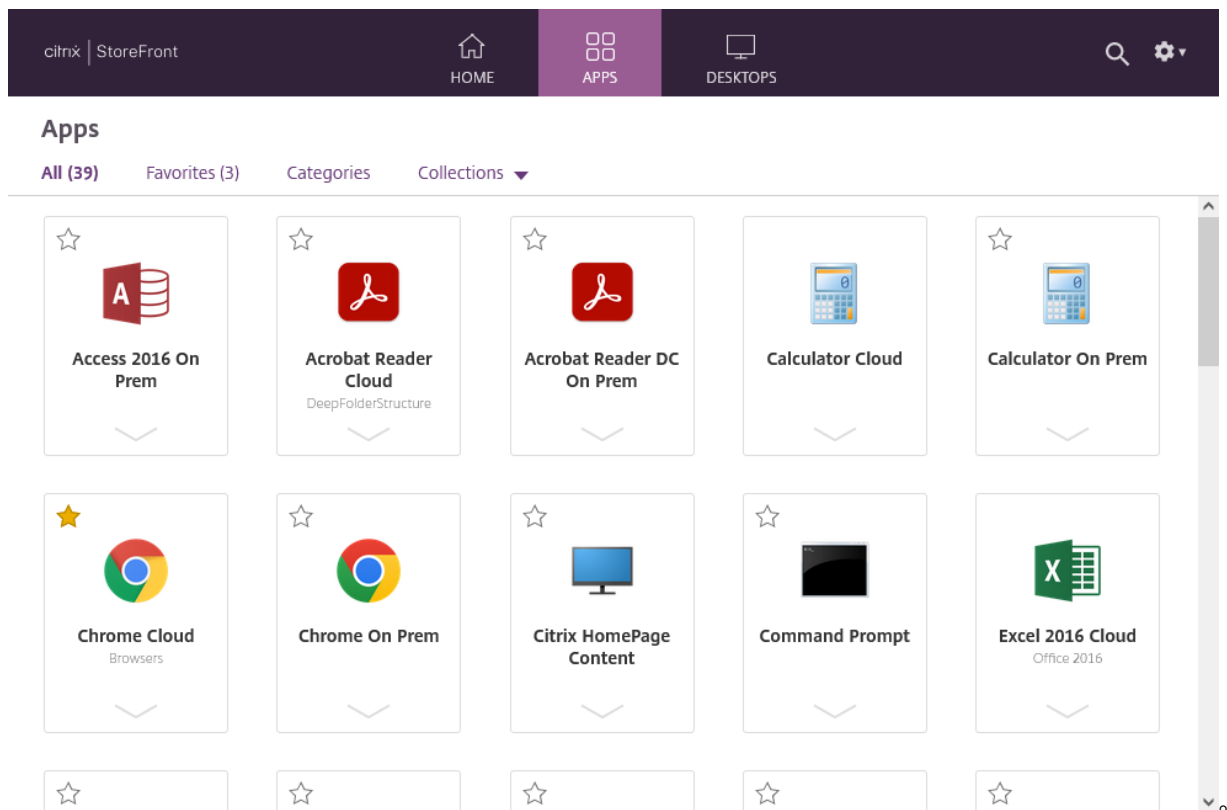 citrix | StoreFront
HOME
APPS
DESKTOPS
Apps
All (39)
Favorites (3)
Categories
Collections
Access 2016 On
Prem
Acrobat Reader
Cloud
DeepFolderStructure
Acrobat Reader DC
On Prem
Calculator Cloud
Calculator On Prem
Chrome Cloud
Browsers
Chrome On Prem
Citrix HomePage
Content
Command Prompt
Excel 2016 Cloud
Office 2016